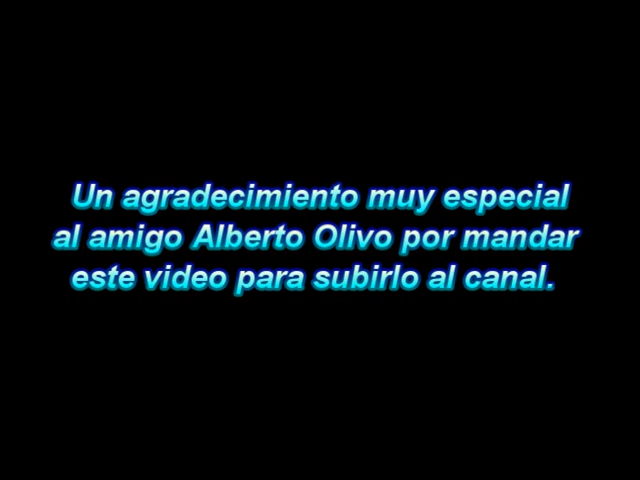 Un agradecimiento muy especial
al amigo Alberto Olivo por mandar
este video para subirlo al canal.